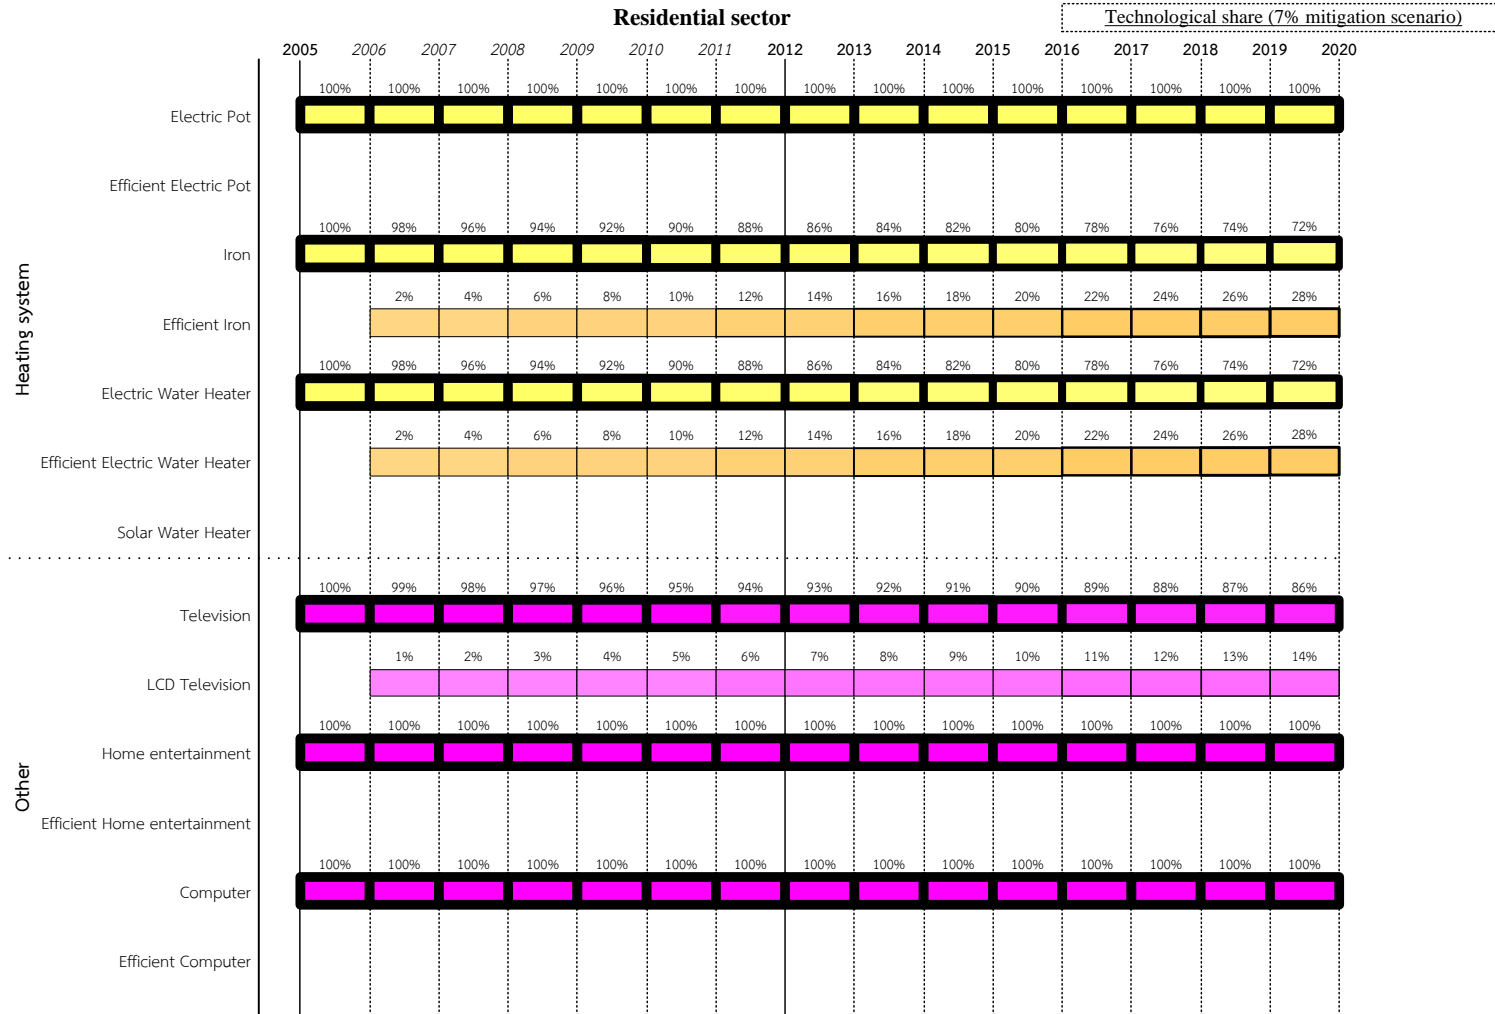 Residential sector
Technological share (7% mitigation scenario)
2005 2006 2007 2008 2009 2010 2011 2012 2013 2014 2015 2016 2017 2018 2019 2020
Heating system
100% 100% 100% 100% 100% 100% 100% 100% 100% 100% 100% 100% 100% 100% 100%
Electric Pot
Efficient Electric Pot
100% 98% 96% 94% 92% 90% 88% 86% 84% 82% 80% 78% 76% 74% 72%
Iron
2% 4% 6% 8% 10% 12% 14% 16% 18% 20% 22% 24% 26% 28%
Efficient Iron
100% 98% 96% 94% 92% 90% 88% 86% 84% 82% 80% 78% 76% 74% 72%
Electric Water Heater
2% 4% 6% 8% 10% 12% 14% 16% 18% 20% 22% 24% 26% 28%
Efficient Electric Water Heater
Solar Water Heater
Other
100% 99% 98% 97% 96% 95% 94% 93% 92% 91% 90% 89% 88% 87% 86%
Television
1% 2% 3% 4% 5% 6% 7% 8% 9% 10% 11% 12% 13% 14%
LCD Television
100% 100% 100% 100% 100% 100% 100% 100% 100% 100% 100% 100% 100% 100% 100%
Home entertainment
Efficient Home entertainment
100% 100% 100% 100% 100% 100% 100% 100% 100% 100% 100% 100% 100% 100% 100%
Computer
Efficient Computer